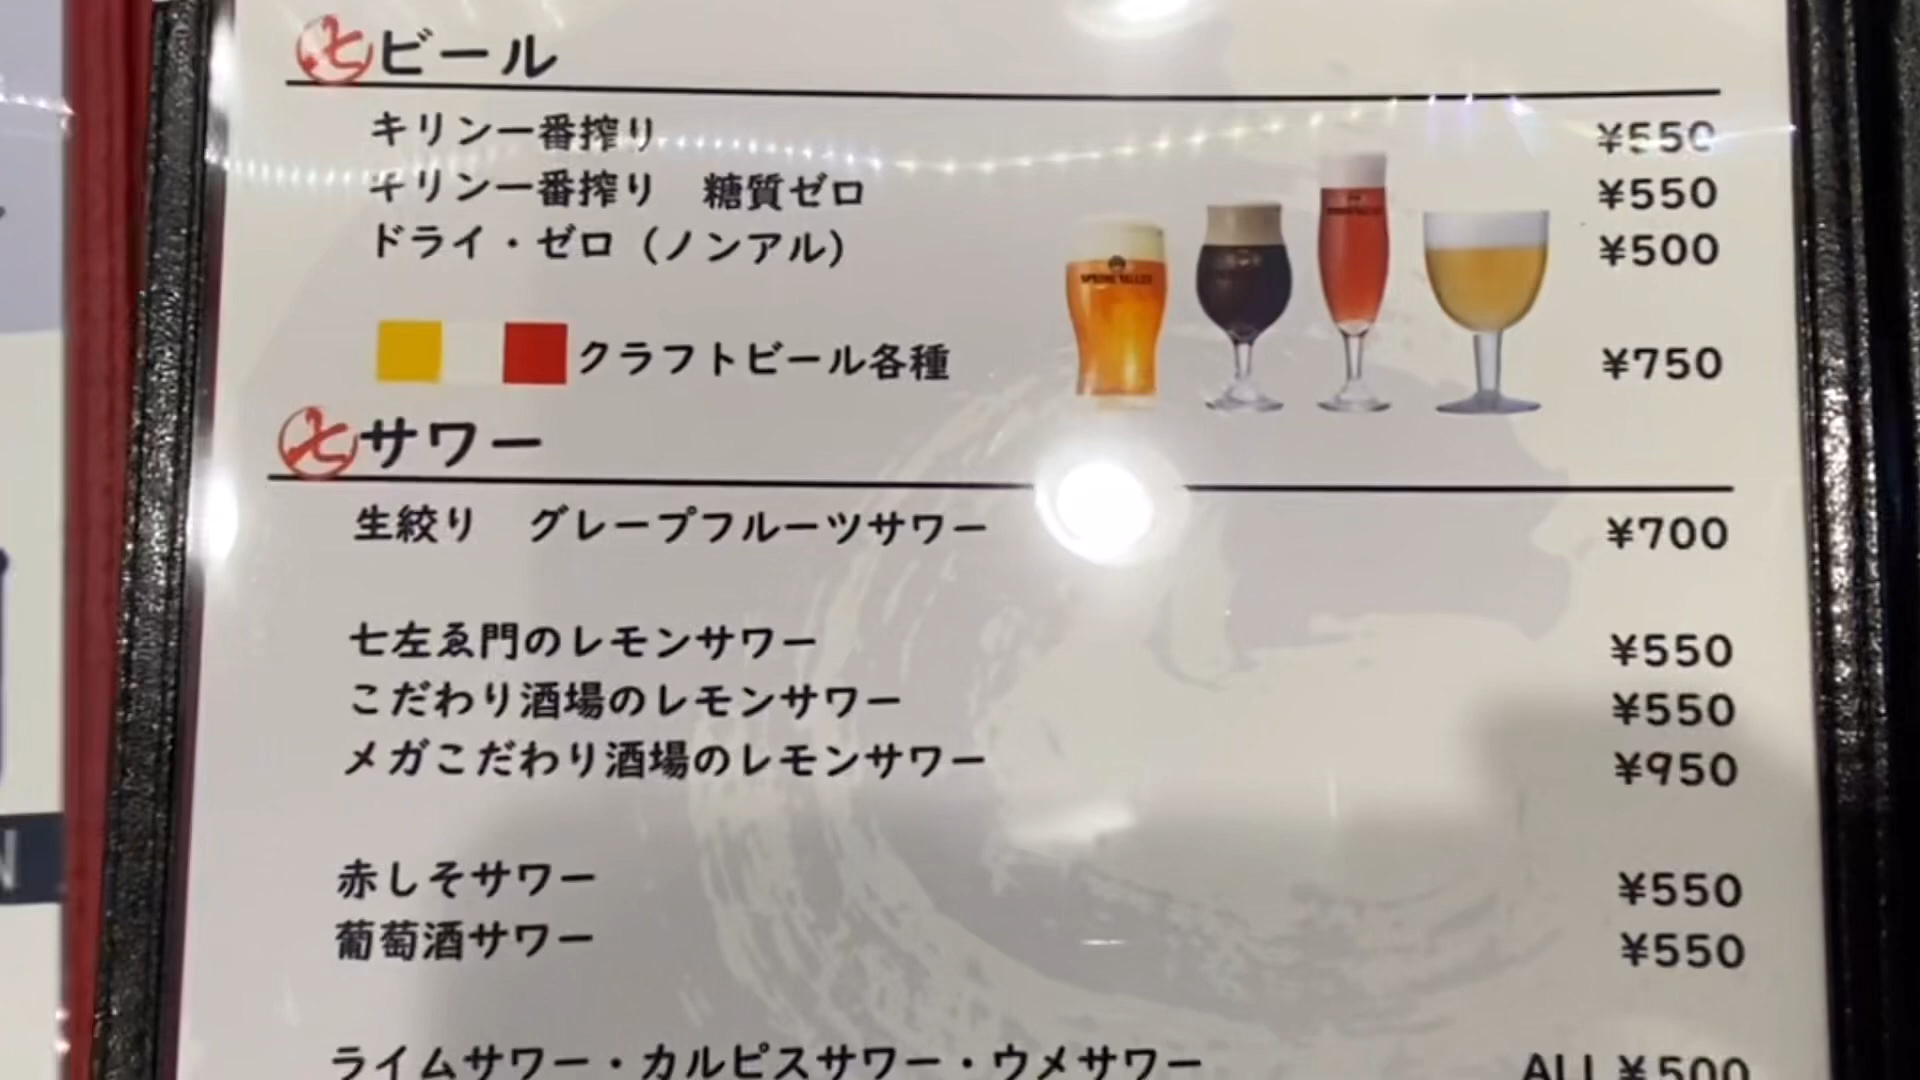 七ビール
キリン一番搾り ¥550
キリン一番搾り 糖質ゼロ ¥550
ドライ・ゼロ（ノンアル） ¥500
SPRING VALLEY
クラフトビール各種 ¥750
七サワー
生絞り グレープフルーツサワー ¥700
七左ゑ門のレモンサワー ¥550
こだわり酒場のレモンサワー ¥550
メガこだわり酒場のレモンサワー ¥950
赤しそサワー ¥550
葡萄酒サワー ¥550
ライムサワー・カルピスサワー・ウメサワー ALL ¥500
N